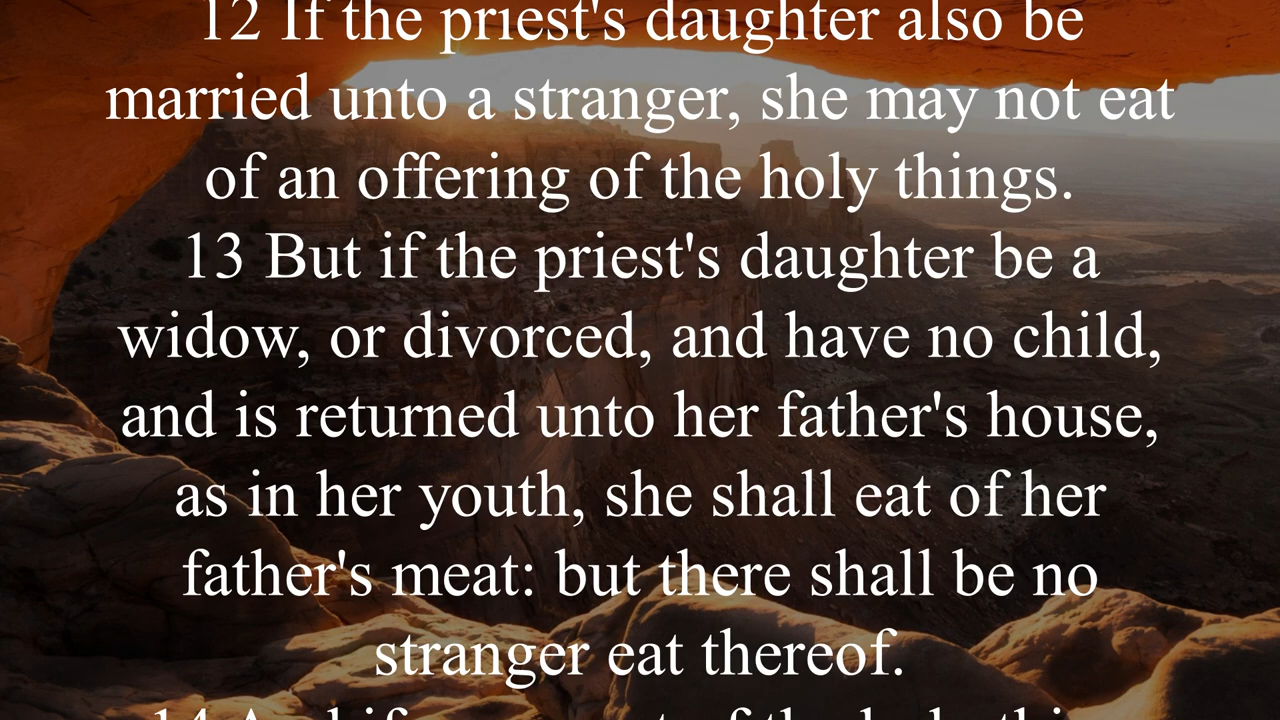 12 If the priest's daughter also be
married unto a stranger, she may not eat
of an offering of the holy things.
13 But if the priest's daughter be a
widow, or divorced, and have no child,
and is returned unto her father's house,
as in her youth, she shall eat of her
father's meat: but there shall be no
stranger eat thereof.